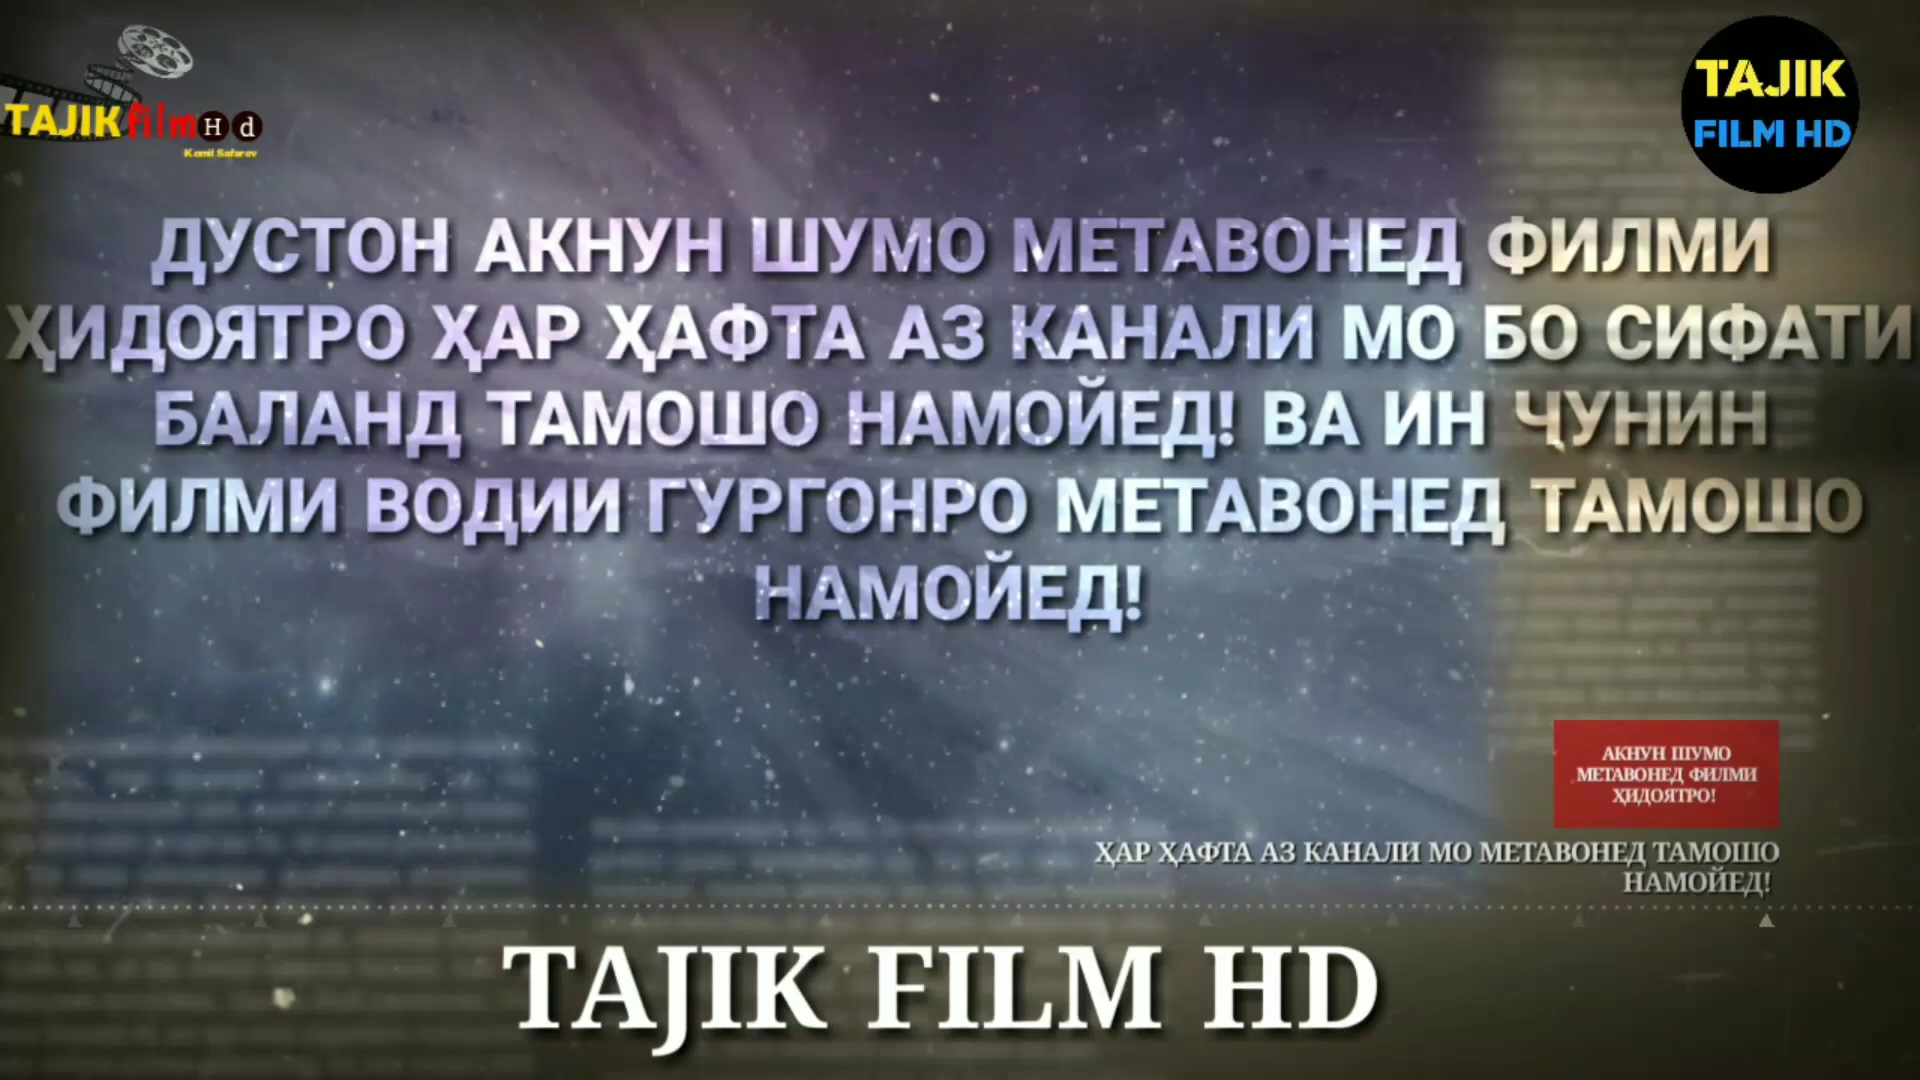 TAJIK film Hd
Komil Safarov
TAJIK
FILM HD
ДУСТОН АКНУН ШУМО МЕТАВОНЕД ФИЛМИ
ҲИДОЯТРО ҲАР ҲАФТА АЗ КАНАЛИ МО БО СИФАТИ
БАЛАНД ТАМОШО НАМОЙЕД! ВА ИН ҶУНИН
ФИЛМИ ВОДИИ ГУРГОНРО МЕТАВОНЕД ТАМОШО
НАМОЙЕД!
АКНУН ШУМО
МЕТАВОНЕД ФИЛМИ
ҲИДОЯТРО!
ҲАР ҲАФТА АЗ КАНАЛИ МО МЕТАВОНЕД ТАМОШО
НАМОЙЕД!
TAJIK FILM HD